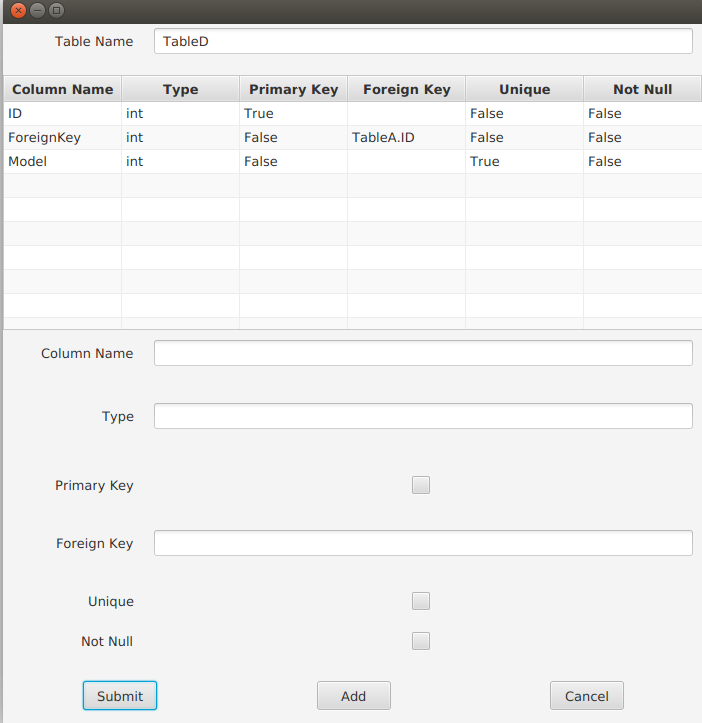 Table Name TableD
Column Name Type Primary Key Foreign Key Unique Not Null
ID int True False False
ForeignKey int False TableA.ID False False
Model int False True False
Column Name
Type
Primary Key
Foreign Key
Unique
Not Null
Submit Add Cancel